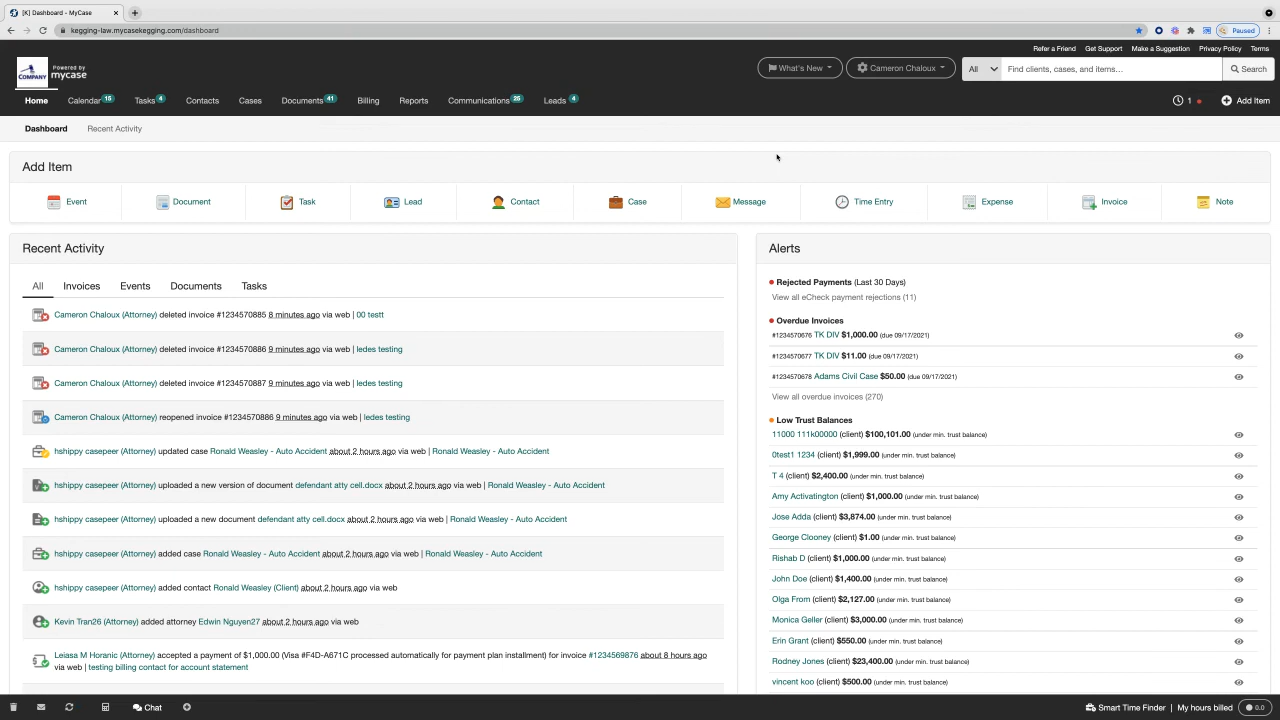 [K] Dashboard - MyCase
kegging-law.mycasekegging.com/dashboard
Paused
Refer a Friend Get Support Make a Suggestion Privacy Policy Terms
COMPANY Powered by mycase
What's New Cameron Chaloux All Find clients, cases, and items... Search
Home Calendar 15 Tasks 4 Contacts Cases Documents 41 Billing Reports Communications 25 Leads 4 1 Add Item
Dashboard Recent Activity
Add Item
Event Document Task Lead Contact Case Message Time Entry Expense Invoice Note
Recent Activity
All Invoices Events Documents Tasks
Cameron Chaloux (Attorney) deleted invoice #1234570885 8 minutes ago via web | 00 testt
Cameron Chaloux (Attorney) deleted invoice #1234570886 9 minutes ago via web | ledes testing
Cameron Chaloux (Attorney) deleted invoice #1234570887 9 minutes ago via web | ledes testing
Cameron Chaloux (Attorney) reopened invoice #1234570886 9 minutes ago via web | ledes testing
hshippy casepeer (Attorney) updated case Ronald Weasley - Auto Accident about 2 hours ago via web | Ronald Weasley - Auto Accident
hshippy casepeer (Attorney) uploaded a new version of document defendant atty cell.docx about 2 hours ago via web | Ronald Weasley - Auto Accident
hshippy casepeer (Attorney) uploaded a new document defendant atty cell.docx about 2 hours ago via web | Ronald Weasley - Auto Accident
hshippy casepeer (Attorney) added case Ronald Weasley - Auto Accident about 2 hours ago via web | Ronald Weasley - Auto Accident
hshippy casepeer (Attorney) added contact Ronald Weasley (Client) about 2 hours ago via web
Kevin Tran26 (Attorney) added attorney Edwin Nguyen27 about 2 hours ago via web
Leiasa M Horanic (Attorney) accepted a payment of $1,000.00 (Visa #F4D-A671C processed automatically for payment plan installment) for invoice #1234569876 about 8 hours ago
via web | testing billing contact for account statement
Alerts
Rejected Payments (Last 30 Days)
View all eCheck payment rejections (11)
Overdue Invoices
#1234570676 TK DIV $1,000.00 (due 09/17/2021)
#1234570677 TK DIV $11.00 (due 09/17/2021)
#1234570678 Adams Civil Case $50.00 (due 09/17/2021)
View all overdue invoices (270)
Low Trust Balances
11000 111k00000 (client) $100,101.00 (under min. trust balance)
0test1 1234 (client) $1,999.00 (under min. trust balance)
T 4 (client) $2,400.00 (under min. trust balance)
Amy Activatington (client) $1,000.00 (under min. trust balance)
Jose Adda (client) $3,874.00 (under min. trust balance)
George Clooney (client) $1.00 (under min. trust balance)
Rishab D (client) $1,000.00 (under min. trust balance)
John Doe (client) $1,400.00 (under min. trust balance)
Olga From (client) $2,127.00 (under min. trust balance)
Monica Geller (client) $3,000.00 (under min. trust balance)
Erin Grant (client) $550.00 (under min. trust balance)
Rodney Jones (client) $23,400.00 (under min. trust balance)
vincent koo (client) $500.00 (under min. trust balance)
Chat Smart Time Finder | My hours billed 0.0